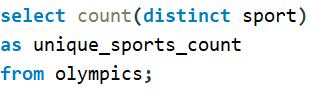 select count(distinct sport)
as unique_sports_count
from olympics;